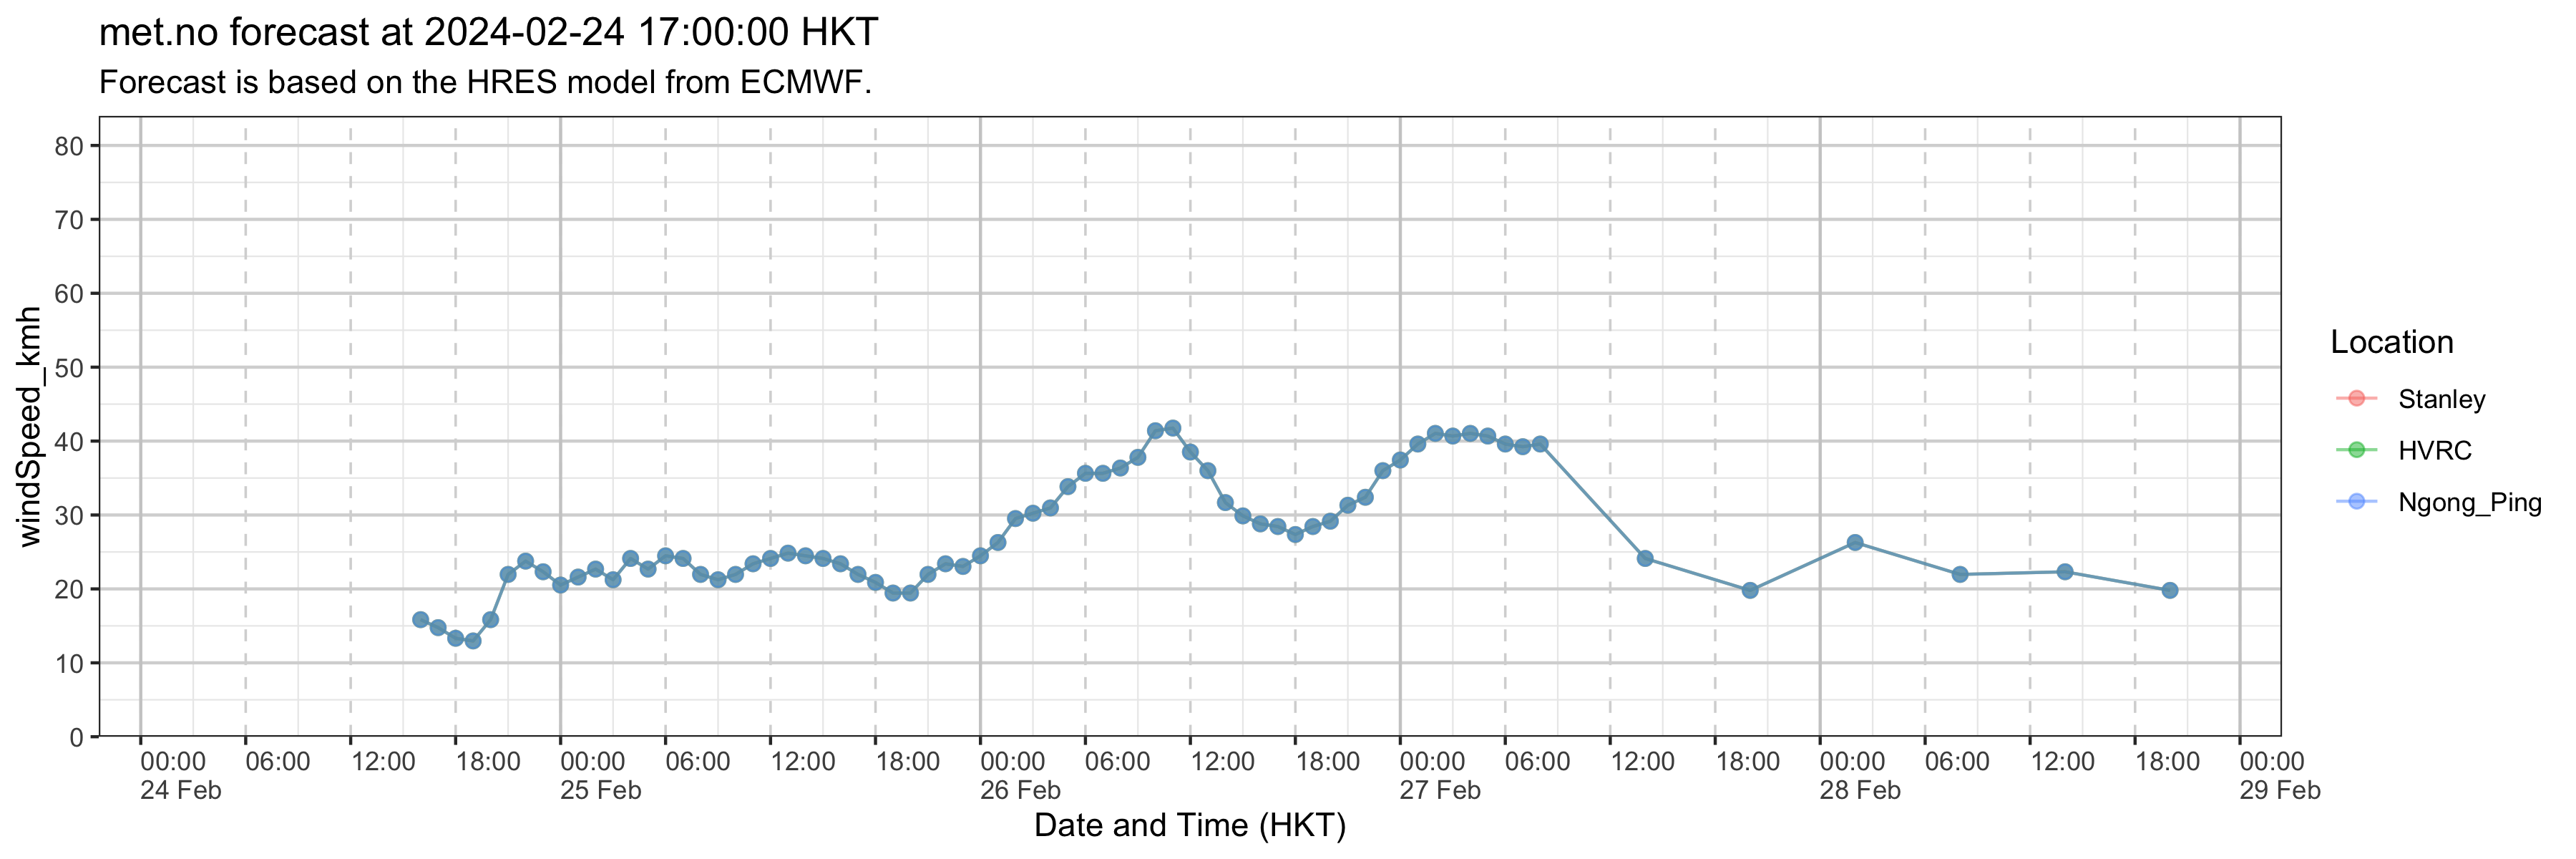 met.no forecast at 2024-02-24 17:00:00 HKT
Forecast is based on the HRES model from ECMWF.
windSpeed_kmh
80
70
60
50
40
30
20
10
0
00:00 06:00 12:00 18:00 00:00 06:00 12:00 18:00 00:00 06:00 12:00 18:00 00:00 06:00 12:00 18:00 00:00 06:00 12:00 18:00 00:00
24 Feb 25 Feb 26 Feb 27 Feb 28 Feb 29 Feb
Date and Time (HKT)
Location
Stanley
HVRC
Ngong_Ping